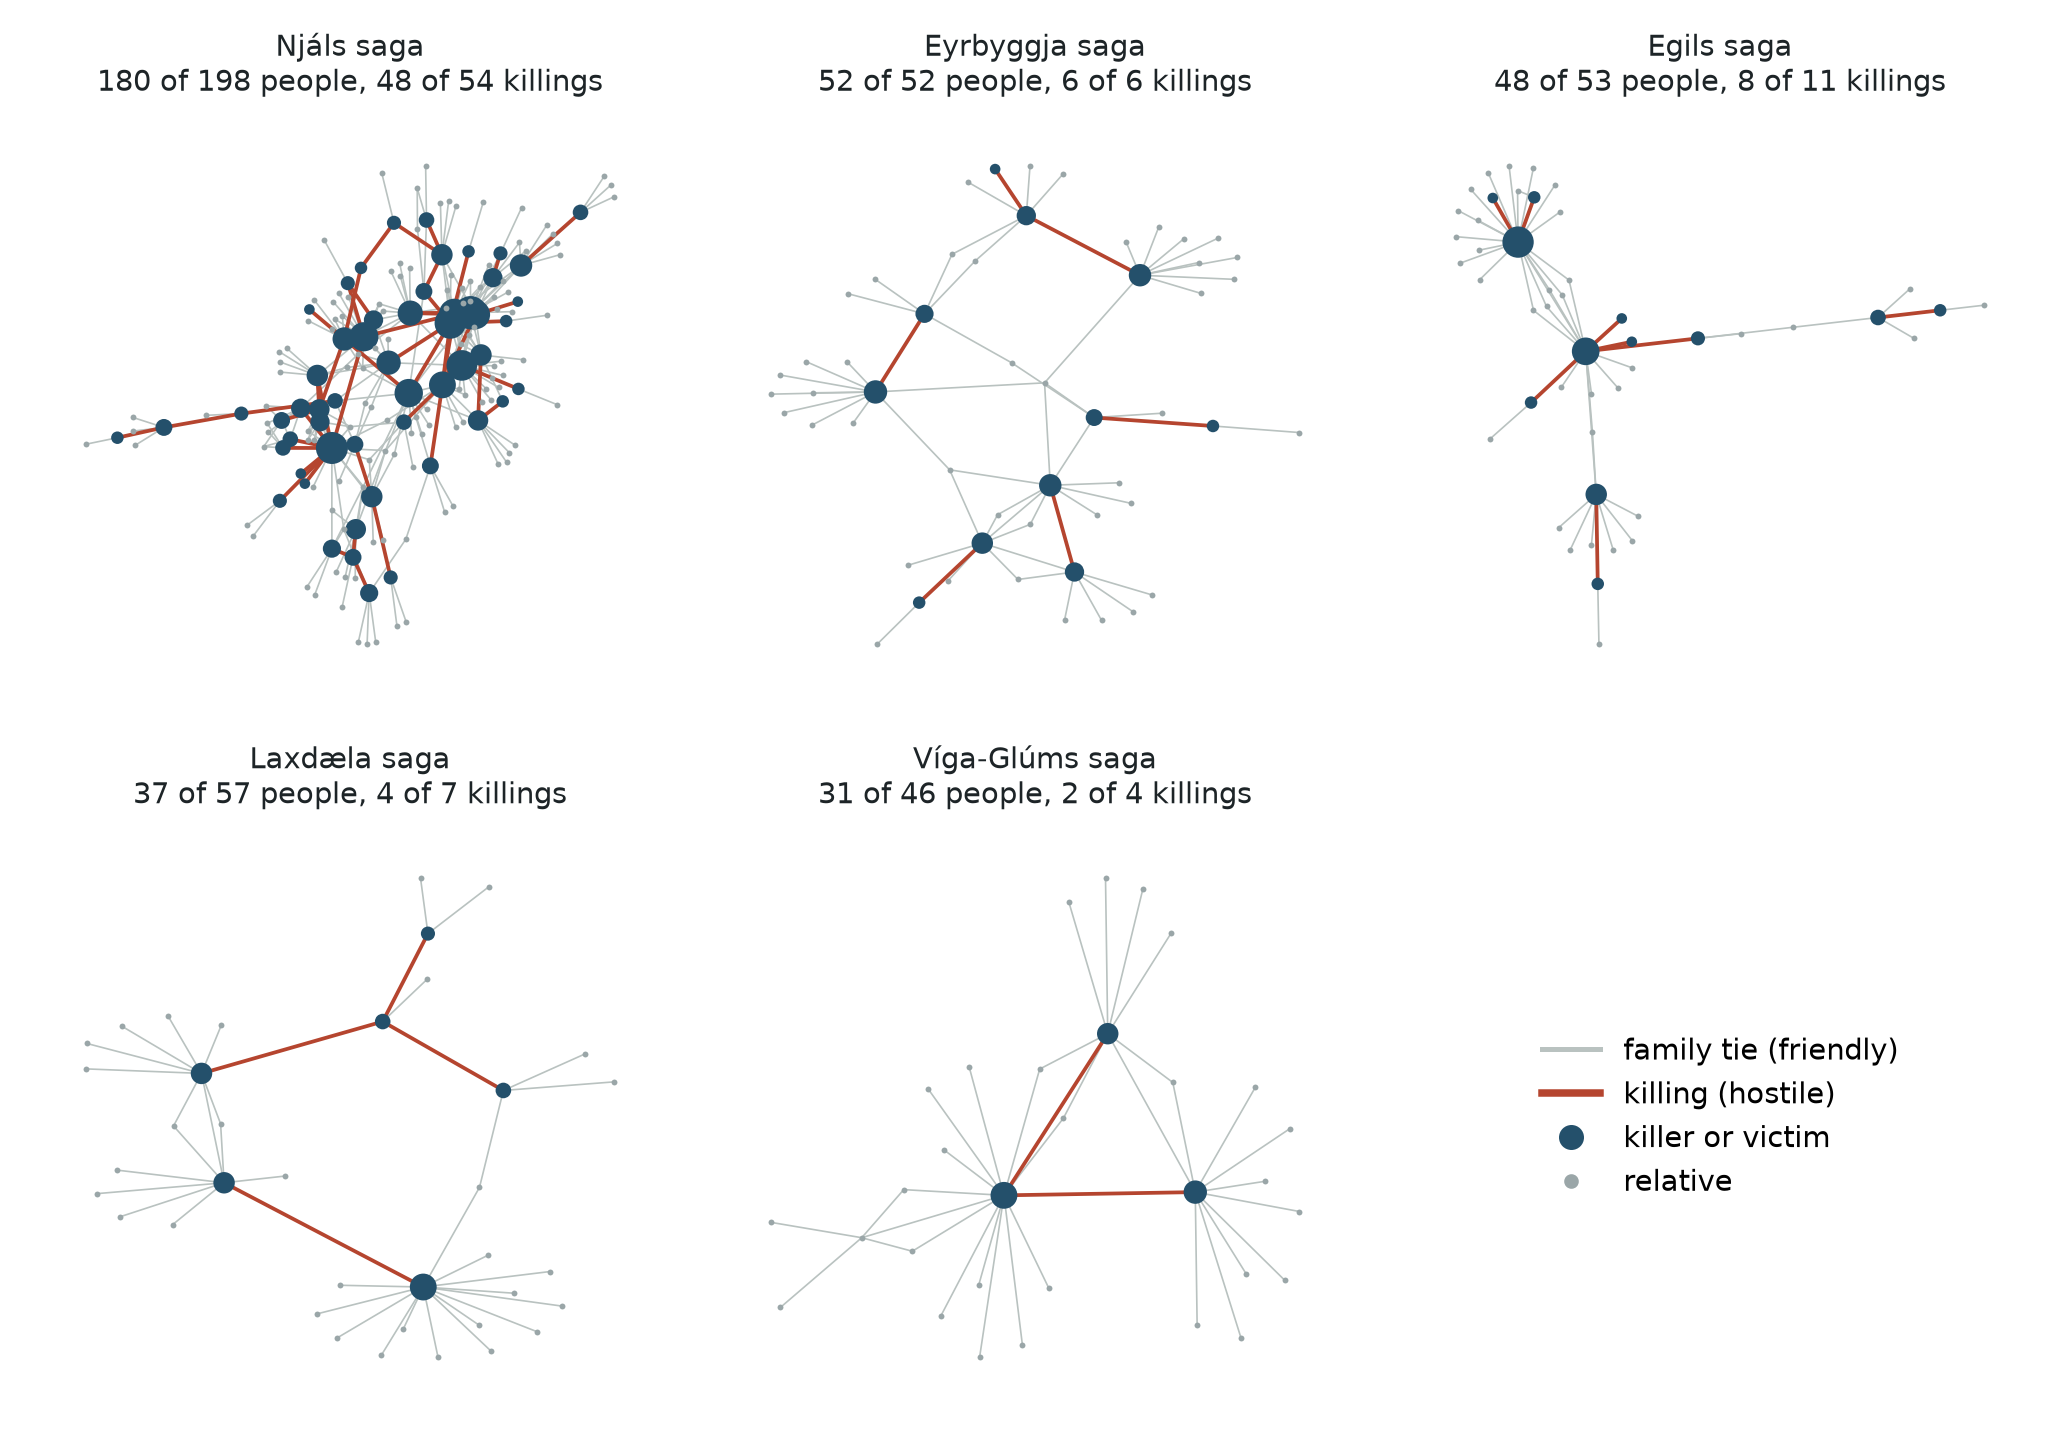 Njáls saga
180 of 198 people, 48 of 54 killings
Eyrbyggja saga
52 of 52 people, 6 of 6 killings
Egils saga
48 of 53 people, 8 of 11 killings
Laxdæla saga
37 of 57 people, 4 of 7 killings
Víga-Glúms saga
31 of 46 people, 2 of 4 killings
family tie (friendly)
killing (hostile)
killer or victim
relative